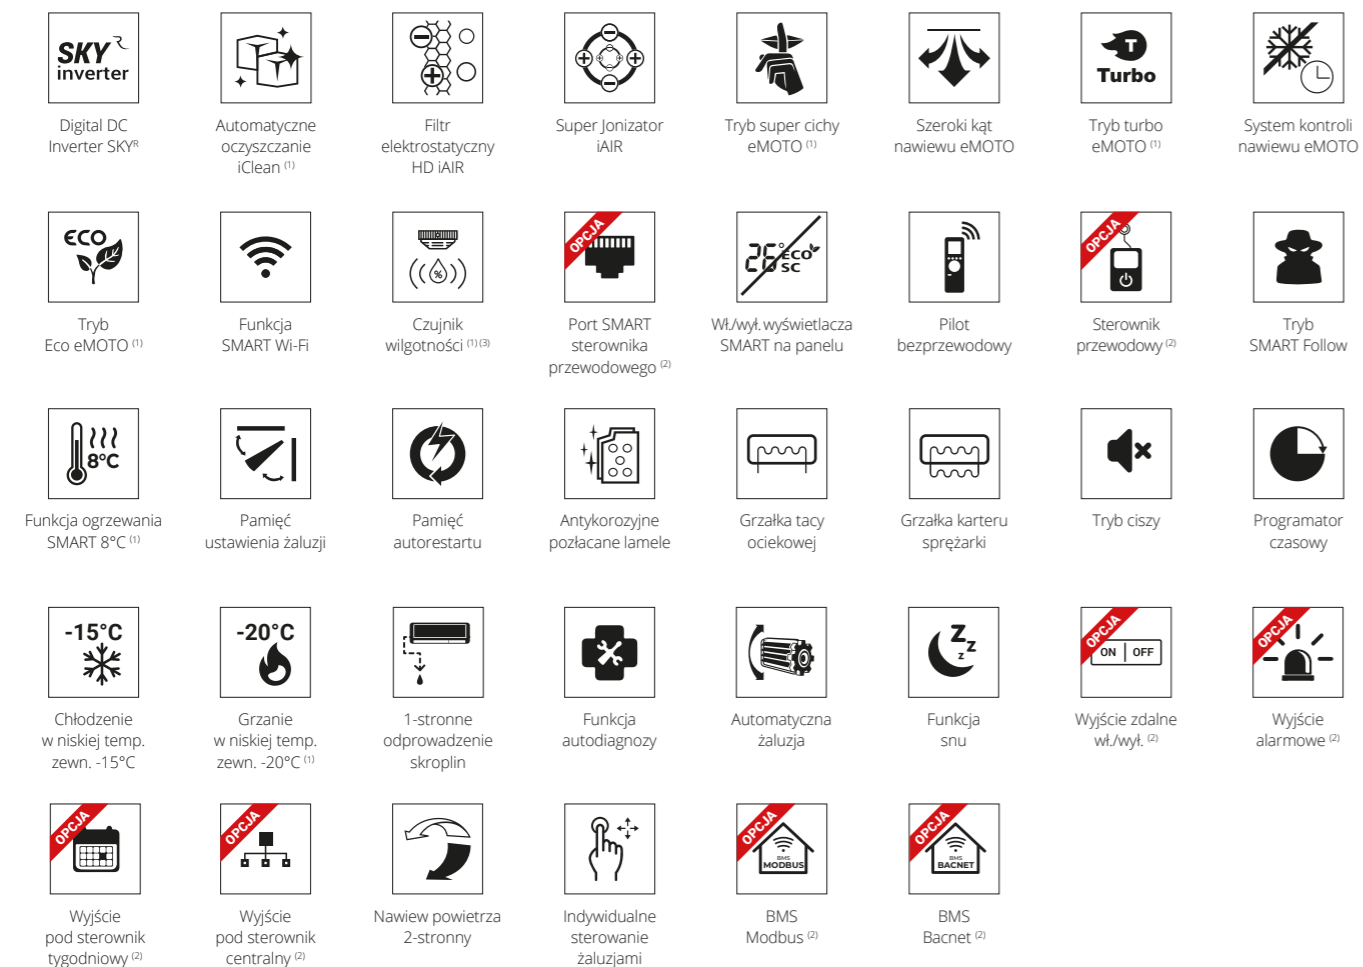 SKY R
inverter
Digital DC
Inverter SKYᴿ
Automatyczne
oczyszczanie
iClean (1)
Filtr
elektrostatyczny
HD iAIR
Super Jonizator
iAIR
Tryb super cichy
eMOTO (1)
Szeroki kąt
nawiewu eMOTO
T
Turbo
Tryb turbo
eMOTO (1)
System kontroli
nawiewu eMOTO
ECO
Tryb
Eco eMOTO (1)
Funkcja
SMART Wi-Fi
%
Czujnik
wilgotności (1) (3)
OPCJA
Port SMART
sterownika
przewodowego (2)
26° ECO
SC
Wł./wył. wyświetlacza
SMART na panelu
Pilot
bezprzewodowy
OPCJA
Sterownik
przewodowy (2)
Tryb
SMART Follow
8°C
Funkcja ogrzewania
SMART 8°C (1)
Pamięć
ustawienia żaluzji
Pamięć
autorestartu
Antykorozyjne
pozłacane lamele
Grzałka tacy
ociekowej
Grzałka karteru
sprężarki
Tryb ciszy
Programator
czasowy
-15°C
Chłodzenie
w niskiej temp.
zewn. -15°C
-20°C
Grzanie
w niskiej temp.
zewn. -20°C (1)
1-stronne
odprowadzenie
skroplin
Funkcja
autodiagnozy
Automatyczna
żaluzja
Z z z
Funkcja
snu
OPCJA
ON | OFF
Wyjście zdalne
wł./wył. (2)
OPCJA
Wyjście
alarmowe (2)
OPCJA
Wyjście
pod sterownik
tygodniowy (2)
OPCJA
Wyjście
pod sterownik
centralny (2)
Nawiew powietrza
2-stronny
Indywidualne
sterowanie
żaluzjami
OPCJA
BMS
MODBUS
BMS
Modbus (2)
OPCJA
BMS
BACNET
BMS
Bacnet (2)